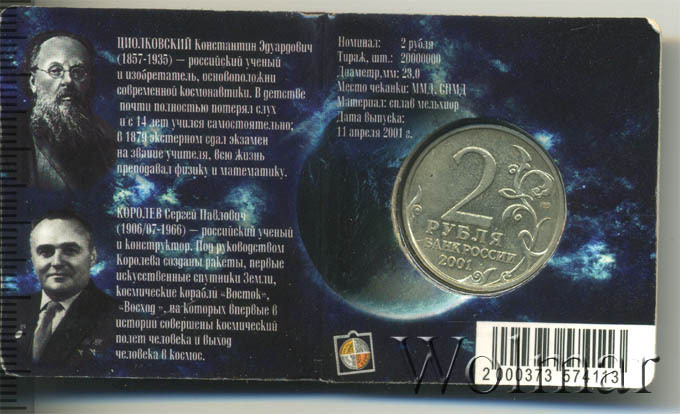 ЦИОЛКОВСКИЙ Константин Эдуардович
(1857-1935) — российский ученый
и изобретатель, основоположни
современной космонавтики. В детстве
почти полностью потерял слух
и с 14 лет учился самостоятельно;
в 1879 экстерном сдал экзамен
на звание учителя, всю жизнь
преподавал физику и математику.
КОРОЛЕВ Сергей Павлович
(1906/07-1966) — российский ученый
и конструктор. Под руководством
Королева созданы ракеты, первые
искусственные спутники Земли,
космические корабли „Восток",
„Восход", на которых впервые в
истории совершены космический
полет человека и выход
человека в космос.
Номинал: 2 рубля
Тираж, шт.: 20000000
Диаметр,мм: 23,0
Место чеканки: ММД, СПМД
Материал: сплав мельхиор
Дата выпуска:
11 апреля 2001 г.
2
РУБЛЯ
БАНК РОССИИ
2001
2 000373 574113
Wolmar